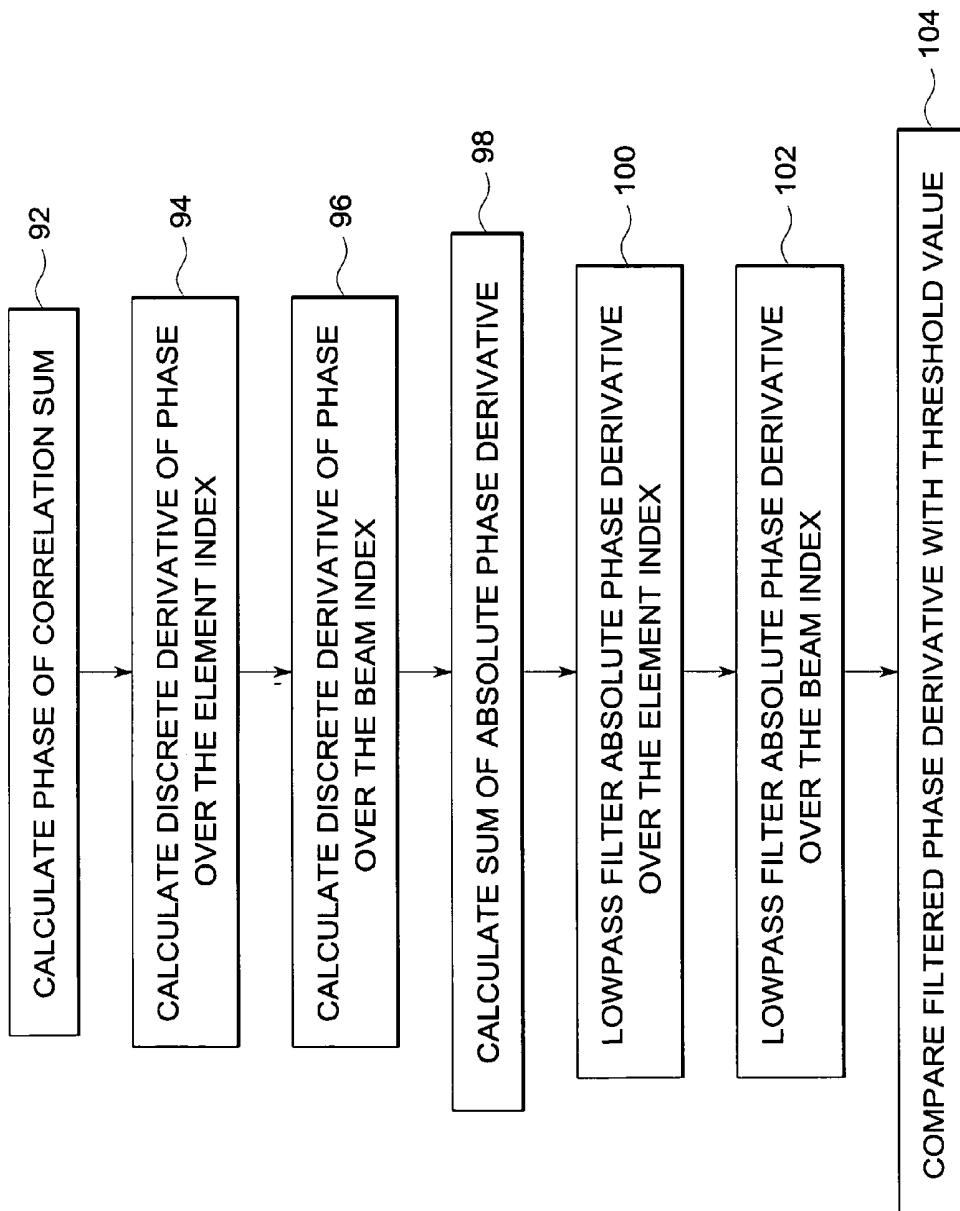 CALCULATE PHASE OF CORRELATION SUM
92
CALCULATE DISCRETE DERIVATIVE OF PHASE
OVER THE ELEMENT INDEX
94
CALCULATE DISCRETE DERIVATIVE OF PHASE
OVER THE BEAM INDEX
96
CALCULATE SUM OF ABSOLUTE PHASE DERIVATIVE
98
LOWPASS FILTER ABSOLUTE PHASE DERIVATIVE
OVER THE ELEMENT INDEX
100
LOWPASS FILTER ABSOLUTE PHASE DERIVATIVE
OVER THE BEAM INDEX
102
COMPARE FILTERED PHASE DERIVATIVE WITH THRESHOLD VALUE
104